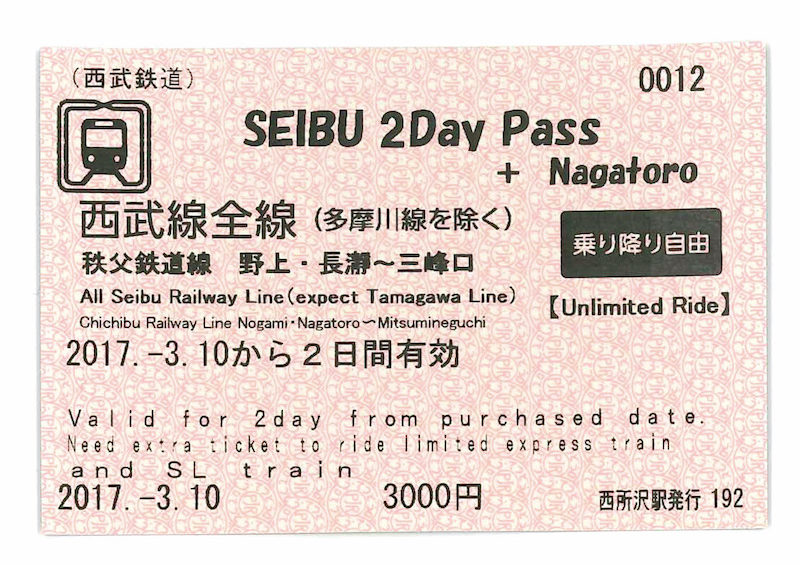 (西武鉄道) 0012
SEIBU 2Day Pass
+ Nagatoro
西武線全線 (多摩川線を除く)
乗り降り自由
秩父鉄道線 野上・長瀞～三峰口
All Seibu Railway Line(expect Tamagawa Line)
【Unlimited Ride】
Chichibu Railway Line Nogami・Nagatoro～Mitsumineguchi
2017.-3.10から2日間有効
Valid for 2day from purchased date.
Need extra ticket to ride limited express train
and SL train
2017.-3.10 3000円 西所沢駅発行 192